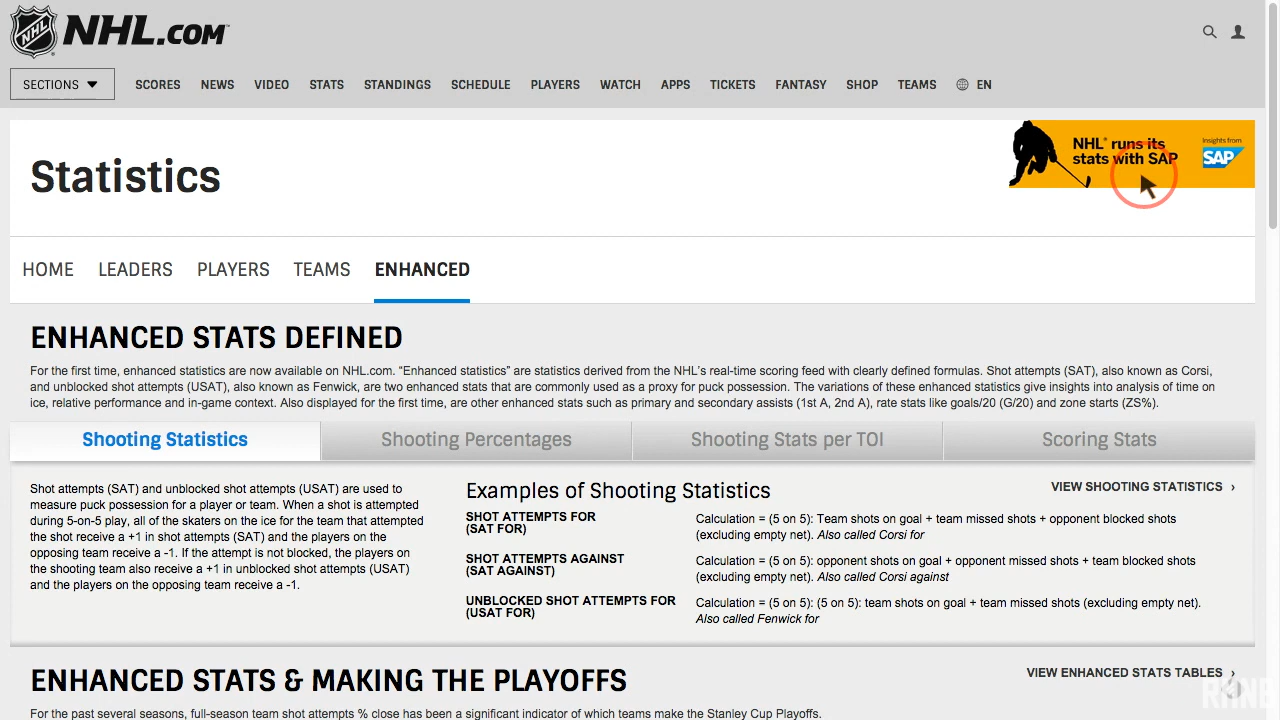 NHL NHL.COM™
SECTIONS SCORES NEWS VIDEO STATS STANDINGS SCHEDULE PLAYERS WATCH APPS TICKETS FANTASY SHOP TEAMS EN
Statistics
NHL® runs its
stats with SAP
Insights from
SAP
HOME LEADERS PLAYERS TEAMS ENHANCED
ENHANCED STATS DEFINED
For the first time, enhanced statistics are now available on NHL.com. “Enhanced statistics” are statistics derived from the NHL's real-time scoring feed with clearly defined formulas. Shot attempts (SAT), also known as Corsi,
and unblocked shot attempts (USAT), also known as Fenwick, are two enhanced stats that are commonly used as a proxy for puck possession. The variations of these enhanced statistics give insights into analysis of time on
ice, relative performance and in-game context. Also displayed for the first time, are other enhanced stats such as primary and secondary assists (1st A, 2nd A), rate stats like goals/20 (G/20) and zone starts (ZS%).
Shooting Statistics Shooting Percentages Shooting Stats per TOI Scoring Stats
Shot attempts (SAT) and unblocked shot attempts (USAT) are used to
measure puck possession for a player or team. When a shot is attempted
during 5-on-5 play, all of the skaters on the ice for the team that attempted
the shot receive a +1 in shot attempts (SAT) and the players on the
opposing team receive a -1. If the attempt is not blocked, the players on
the shooting team also receive a +1 in unblocked shot attempts (USAT)
and the players on the opposing team receive a -1.
Examples of Shooting Statistics
VIEW SHOOTING STATISTICS ›
SHOT ATTEMPTS FOR
(SAT FOR)
Calculation = (5 on 5): Team shots on goal + team missed shots + opponent blocked shots
(excluding empty net). Also called Corsi for
SHOT ATTEMPTS AGAINST
(SAT AGAINST)
Calculation = (5 on 5): opponent shots on goal + opponent missed shots + team blocked shots
(excluding empty net). Also called Corsi against
UNBLOCKED SHOT ATTEMPTS FOR
(USAT FOR)
Calculation = (5 on 5): (5 on 5): team shots on goal + team missed shots (excluding empty net).
Also called Fenwick for
ENHANCED STATS & MAKING THE PLAYOFFS
VIEW ENHANCED STATS TABLES ›
For the past several seasons, full-season team shot attempts % close has been a significant indicator of which teams make the Stanley Cup Playoffs.